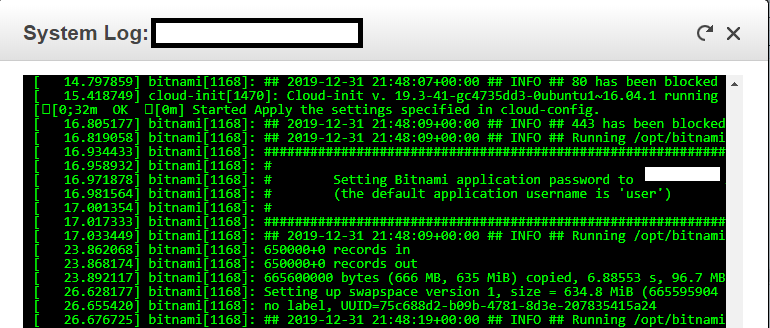 System Log:
[ 14.797859] bitnami[1168]: ## 2019-12-31 21:48:07+00:00 ## INFO ## 80 has been blocked
[ 15.418749] cloud-init[1470]: Cloud-init v. 19.3-41-gc4735dd3-0ubuntu1~16.04.1 running
[0;32m OK [0m] Started Apply the settings specified in cloud-config.
[ 16.805177] bitnami[1168]: ## 2019-12-31 21:48:09+00:00 ## INFO ## 443 has been blocked
[ 16.819058] bitnami[1168]: ## 2019-12-31 21:48:09+00:00 ## INFO ## Running /opt/bitnami
[ 16.934433] bitnami[1168]: #########################################################
[ 16.958932] bitnami[1168]: #
[ 16.971878] bitnami[1168]: # Setting Bitnami application password to
[ 16.981564] bitnami[1168]: # (the default application username is 'user')
[ 17.001354] bitnami[1168]: #
[ 17.017333] bitnami[1168]: #########################################################
[ 17.033449] bitnami[1168]: ## 2019-12-31 21:48:09+00:00 ## INFO ## Running /opt/bitnami
[ 23.862068] bitnami[1168]: 650000+0 records in
[ 23.868174] bitnami[1168]: 650000+0 records out
[ 23.892117] bitnami[1168]: 665600000 bytes (666 MB, 635 MiB) copied, 6.88553 s, 96.7 MB
[ 26.628177] bitnami[1168]: Setting up swapspace version 1, size = 634.8 MiB (665595904
[ 26.655420] bitnami[1168]: no label, UUID=75c688d2-b09b-4781-8d3e-207835415a24
[ 26.676725] bitnami[1168]: ## 2019-12-31 21:48:19+00:00 ## INFO ## Running /opt/bitnami